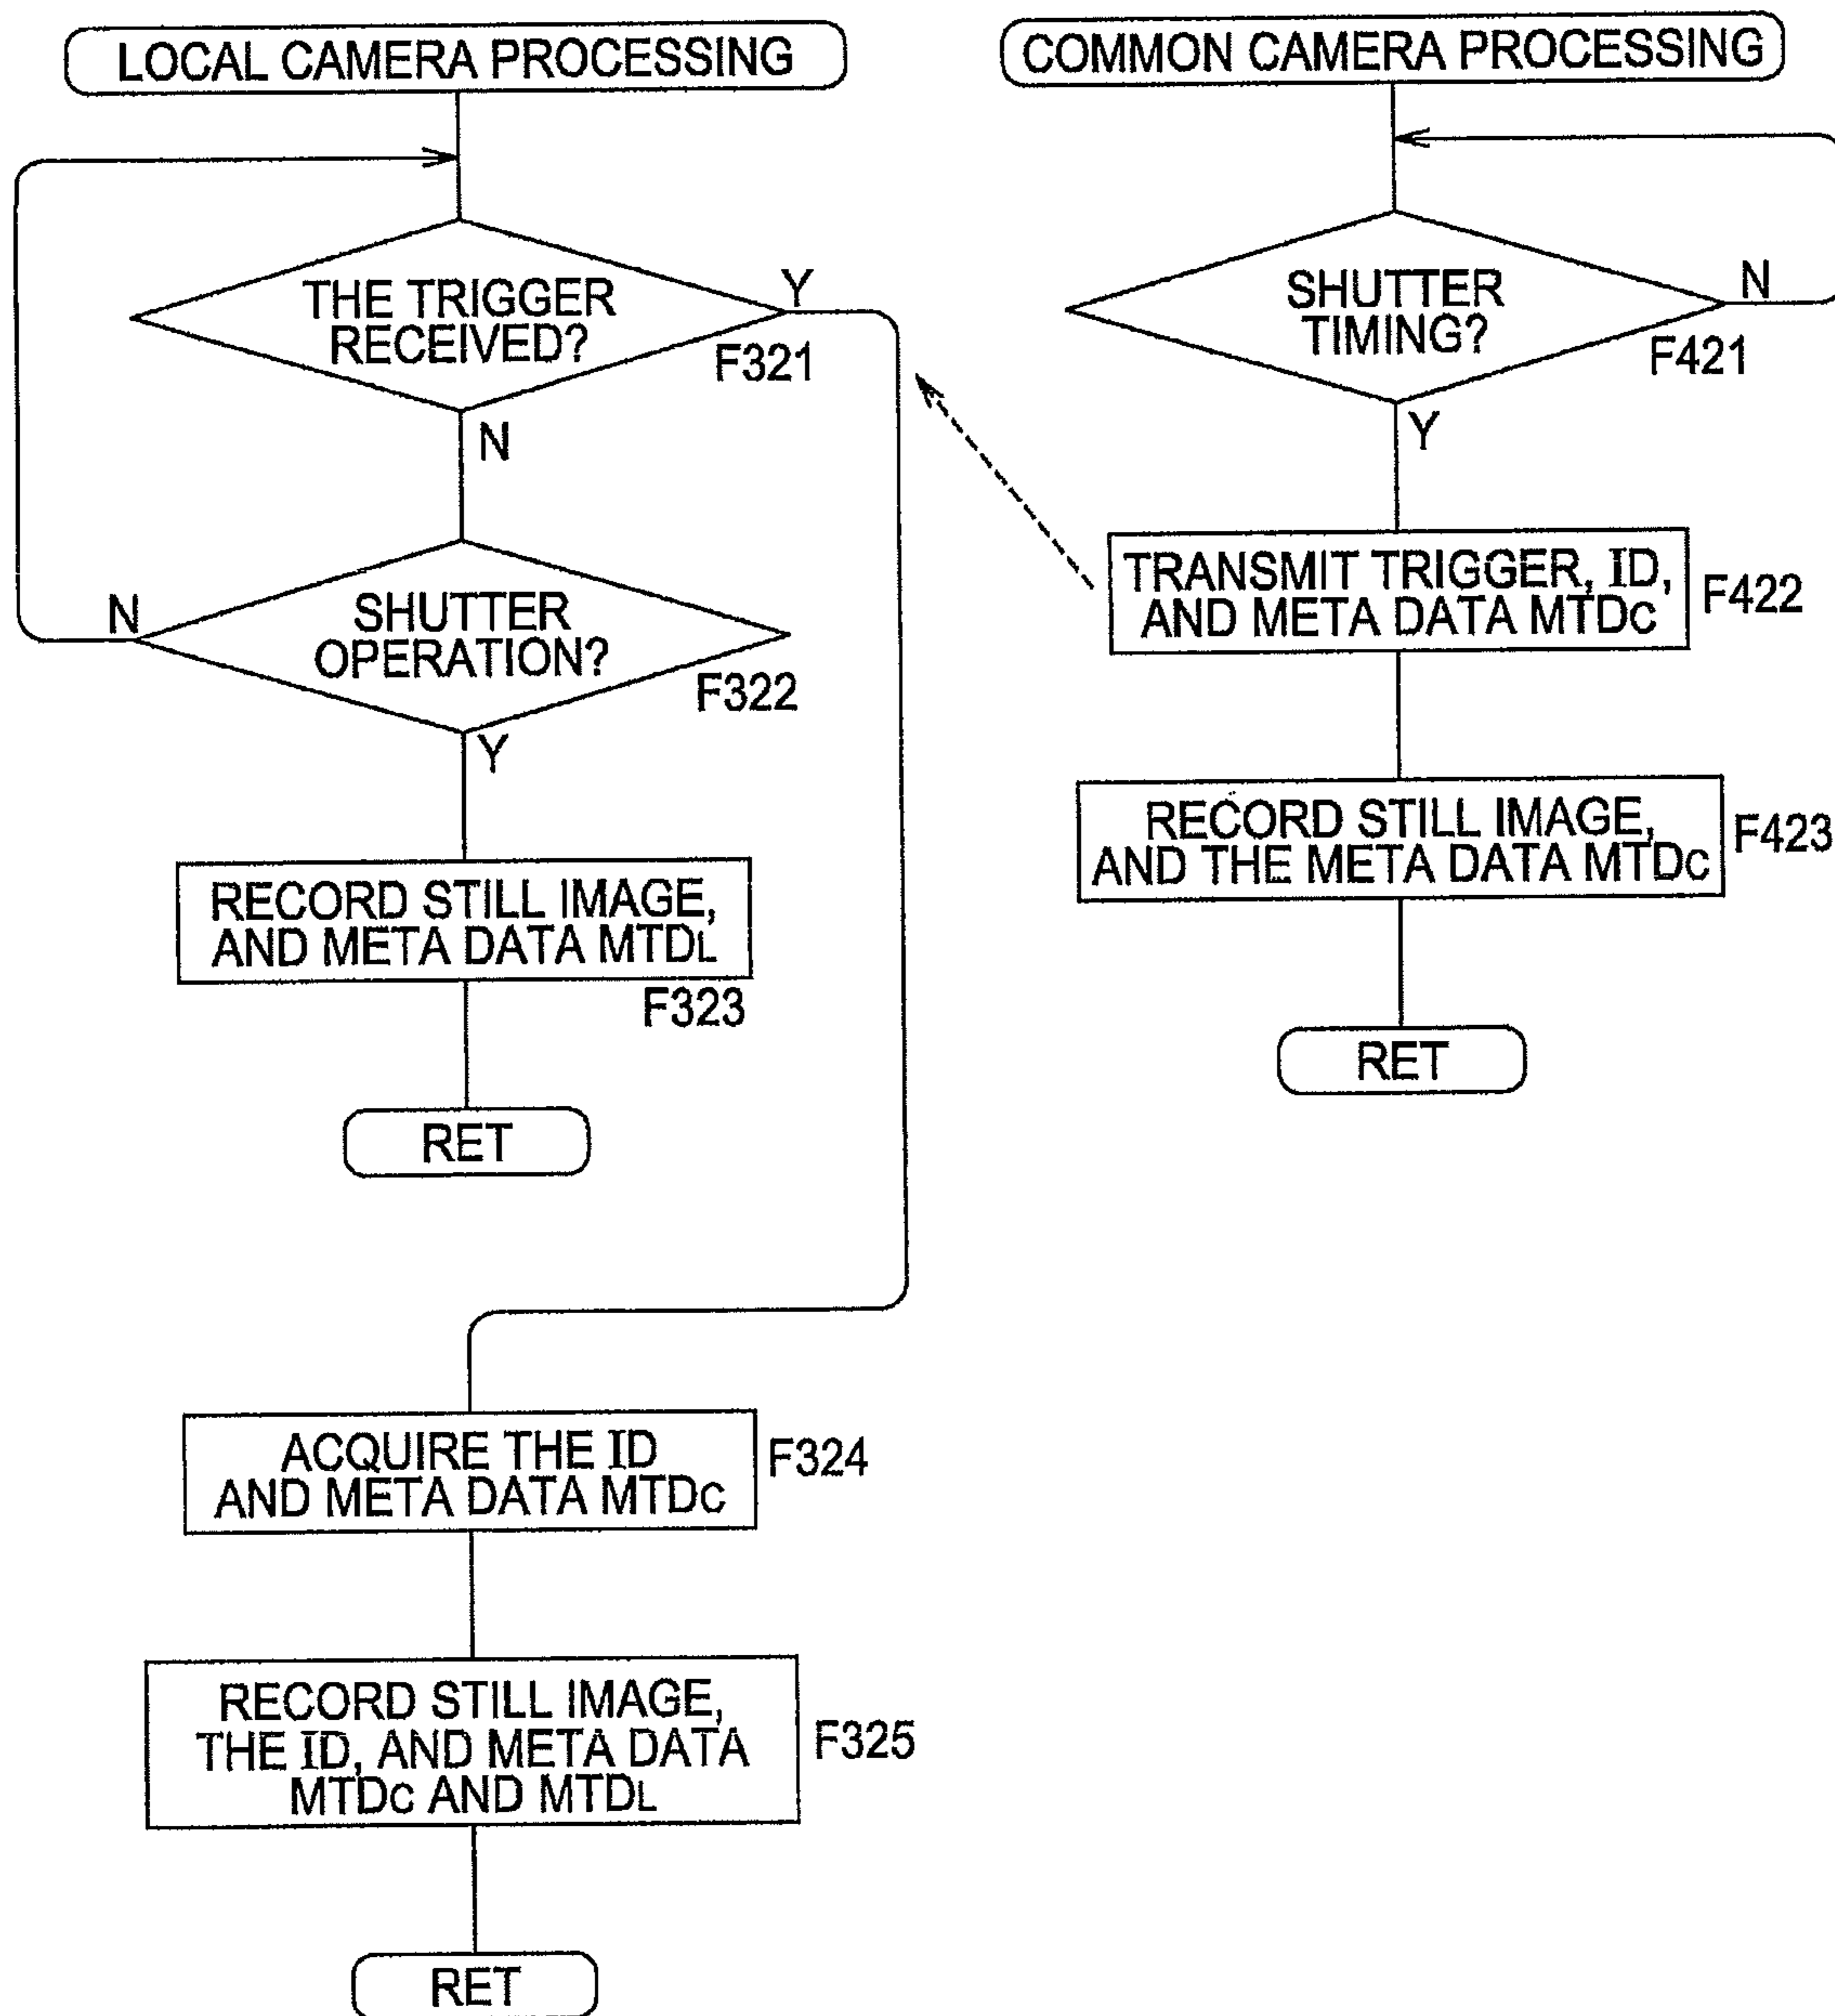 LOCAL CAMERA PROCESSING
THE TRIGGER
RECEIVED?
Y
F321
N
SHUTTER
OPERATION?
N
F322
Y
RECORD STILL IMAGE,
AND META DATA MTDL
F323
RET
ACQUIRE THE ID
AND META DATA MTDC
F324
RECORD STILL IMAGE,
THE ID, AND META DATA
MTDC AND MTDL
F325
RET
COMMON CAMERA PROCESSING
SHUTTER
TIMING?
N
F421
Y
TRANSMIT TRIGGER, ID,
AND META DATA MTDC
F422
RECORD STILL IMAGE,
AND THE META DATA MTDC
F423
RET